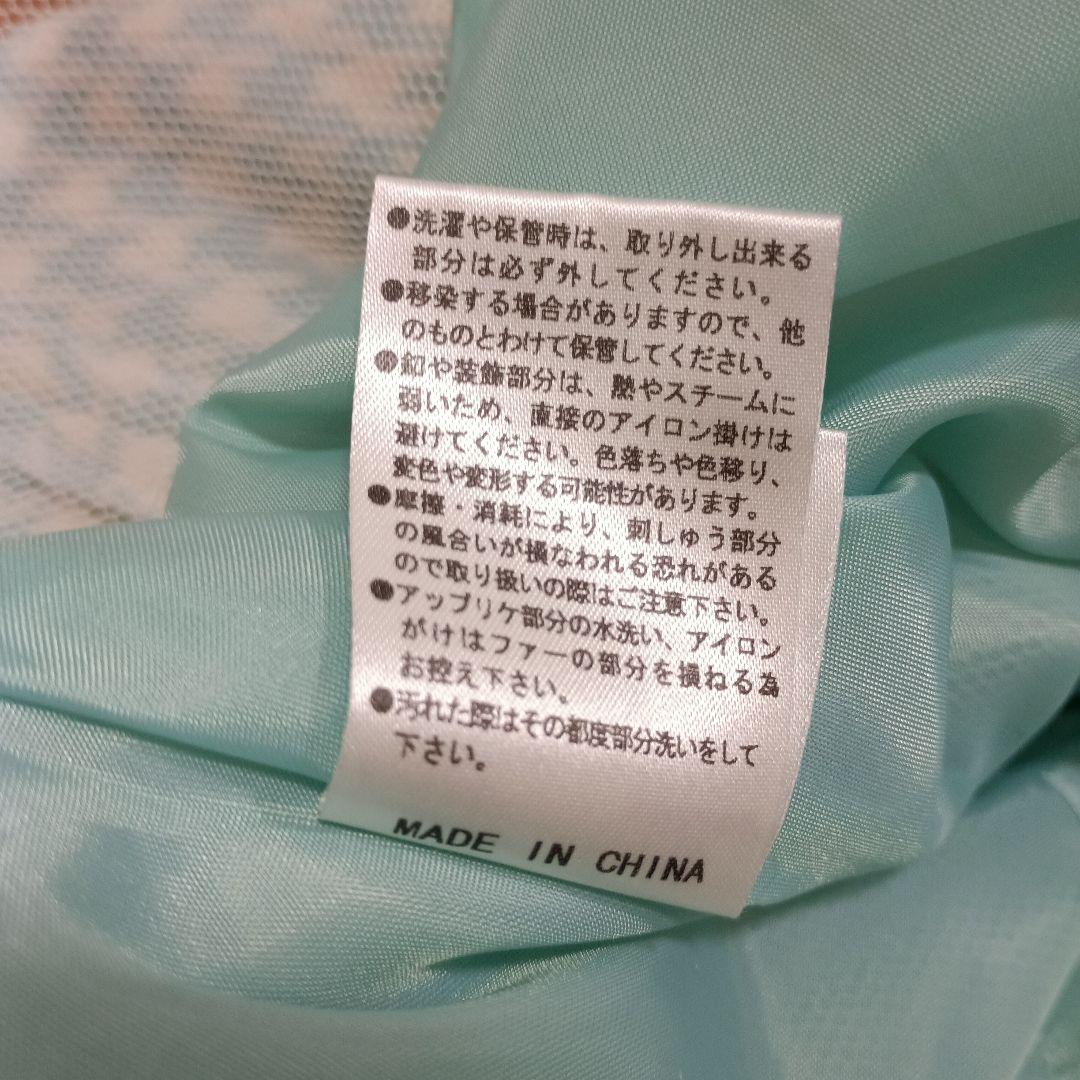 ●洗濯や保管時は、取り外し出来る
部分は必ず外してください。
●移染する場合がありますので、他
のものとわけて保管してください。
●釦や装飾部分は、熱やスチームに
弱いため、直接のアイロン掛けは
避けてください。色落ちや色移り、
変色や変形する可能性があります。
●摩擦・消耗により、刺しゅう部分
の風合いが損なわれる恐れがある
ので取り扱いの際はご注意下さい。
●アップリケ部分の水洗い、アイロン
がけはファーの部分を損ねる為
お控え下さい。
●汚れた際はその都度部分洗いをして
下さい。
MADE IN CHINA